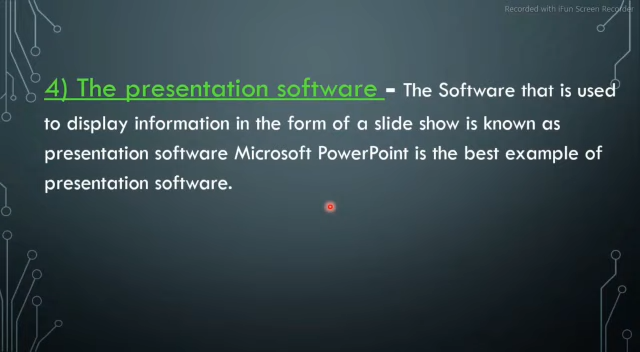 Recorded with iFun Screen Recorder
4) The presentation software - The Software that is used
to display information in the form of a slide show is known as
presentation software Microsoft PowerPoint is the best example of
presentation software.